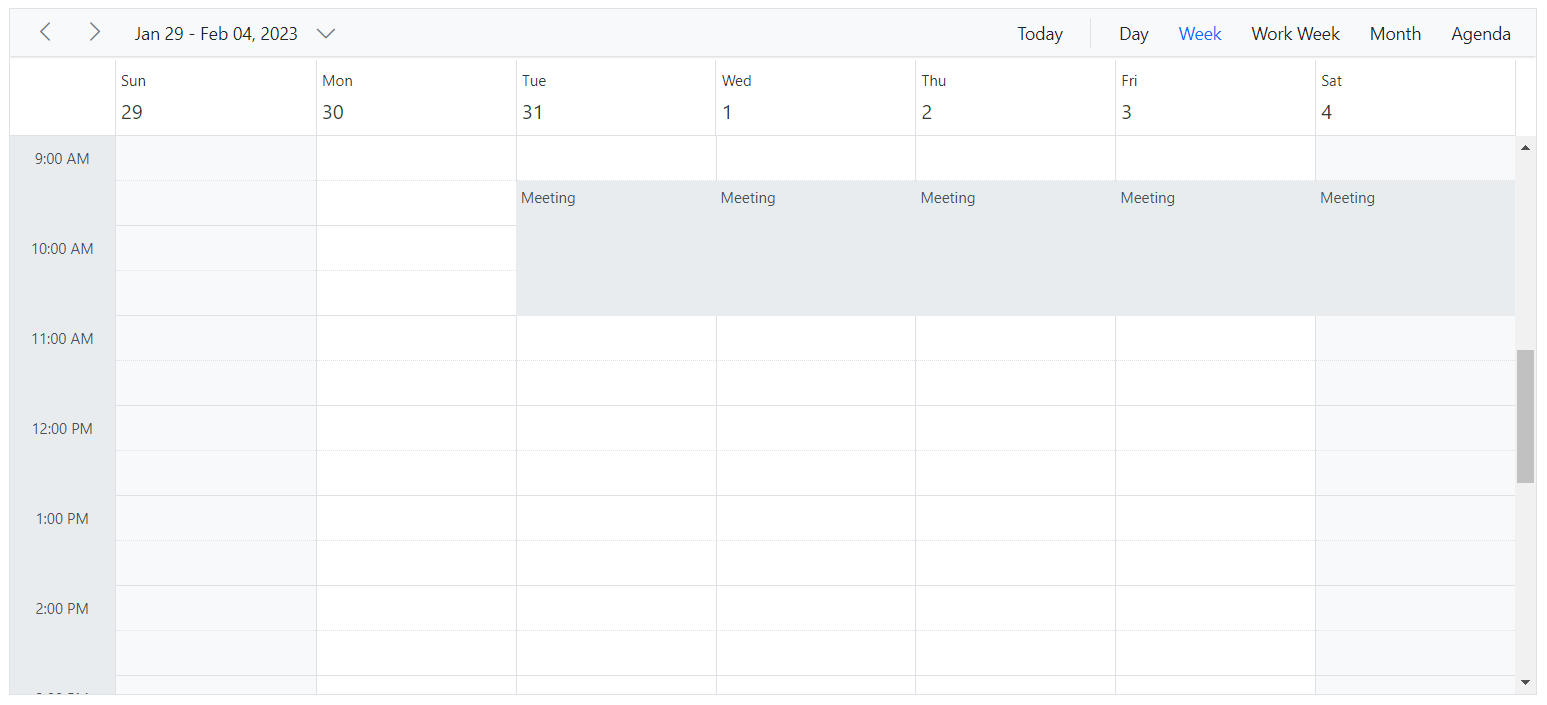 Jan 29 - Feb 04, 2023 Today Day Week Work Week Month Agenda
Sun Mon Tue Wed Thu Fri Sat
29 30 31 1 2 3 4
9:00 AM
Meeting Meeting Meeting Meeting Meeting
10:00 AM
11:00 AM
12:00 PM
1:00 PM
2:00 PM